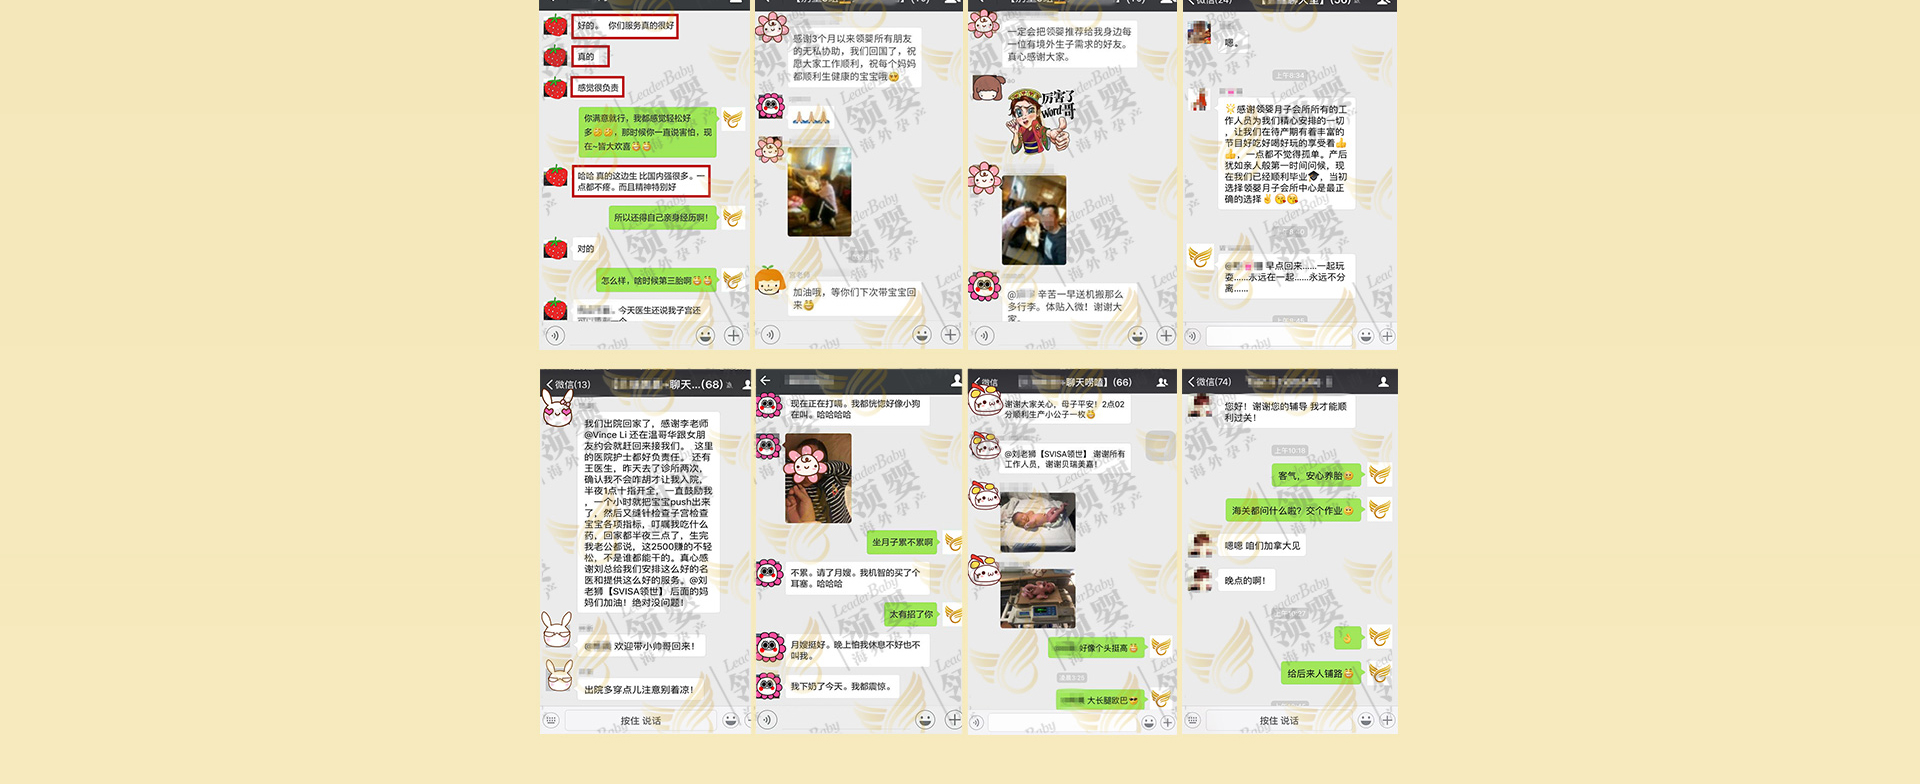 好的。 你们服务真的很好
真的
感觉很负责
你满意就行，我都感觉轻松好
多，那时候你一直说害怕，现
在~皆大欢喜
哈哈 真的这边生 比国内强很多。一
点都不疼。而且精神特别好
所以还得自己亲身经历啊！
对的
怎么样，啥时候第三胎啊
。今天医生还说我子宫还
感谢3个月以来领婴所有朋友
的无私协助，我们回国了，祝
愿大家工作顺利，祝每个妈妈
都顺利生健康的宝宝哦
加油哦，等你们下次带宝宝回
来
一定会把领婴推荐给我身边每
一位有境外生子需求的好友。
真心感谢大家。
厉害了
Word哥
@ 辛苦一早送机搬那么
多行李。体贴入微！谢谢大
家。
微信(24)
嗯。
上午8:34
感谢领婴月子会所所有的工
作人员为我们精心安排的一切
，让我们在待产期有着丰富的
节目好吃好喝好玩的享受着
，一点都不觉得孤单。产后
犹如亲人般第一时间问候，现
在我们已经顺利毕业，当初
选择领婴月子会所中心是最正
确的选择
@ 早点回来......一起玩
耍......永远在一起......永远不分
离......
微信(13)
聊天...(68)
我们出院回家了，感谢李老师
@Vince Li 还在温哥华跟女朋
友约会就赶回来接我们。 这里
的医院护士都好负责任。 还有
王医生，昨天去了诊所两次，
确认我不会咋胡才让我入院，
半夜1点十指开全，一直鼓励我
，一个小时就把宝宝push出来
了，然后又缝针检查子宫检查
宝宝各项指标，叮嘱我吃什么
药，回家都半夜三点了，生完
我老公都说，这2500赚的不轻
松，不是谁都能干的。真心感
谢刘总给我们安排这么好的名
医和提供这么好的服务。@刘
老狮【SVISA领世】 后面的妈
妈们加油！绝对没问题！
@ 欢迎带小帅哥回来！
出院多穿点儿注意别着凉！
按住 说话
现在正在打嗝。我都恍惚好像小狗
在叫。哈哈哈哈
坐月子累不累啊
不累。请了月嫂。我机智的买了个
耳塞。哈哈哈
太有招了你
月嫂挺好。晚上怕我休息不好也不
叫我。
我下奶了今天。我都震惊。
微信
聊天唠嗑】(66)
谢谢大家关心，母子平安！2点02
分顺利生产小公子一枚
@刘老狮【SVISA领世】 谢谢所有
工作人员，谢谢贝瑞美嘉！
好像个头挺高
凌晨3:25
大长腿欧巴
微信(74)
您好！谢谢您的辅导 我才能顺
利过关！
上午10:16
客气，安心养胎
海关都问什么啦？交个作业
嗯嗯 咱们加拿大见
晚点的啊！
给后来人铺路
按住 说话
LeaderBaby
领婴
海外孕产